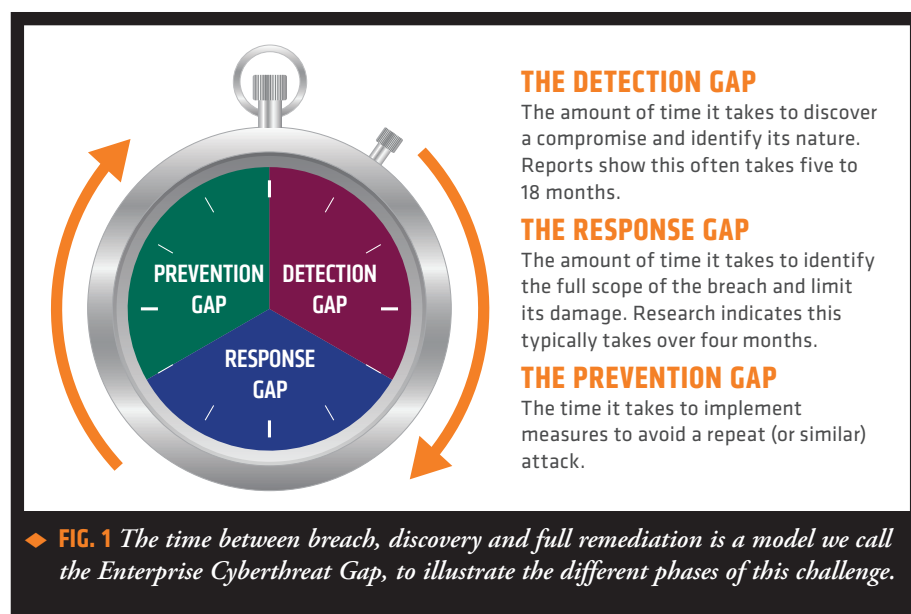 PREVENTION
GAP
DETECTION
GAP
RESPONSE
GAP
THE DETECTION GAP
The amount of time it takes to discover
a compromise and identify its nature.
Reports show this often takes five to
18 months.
THE RESPONSE GAP
The amount of time it takes to identify
the full scope of the breach and limit
its damage. Research indicates this
typically takes over four months.
THE PREVENTION GAP
The time it takes to implement
measures to avoid a repeat (or similar)
attack.
FIG. 1 The time between breach, discovery and full remediation is a model we call
the Enterprise Cyberthreat Gap, to illustrate the different phases of this challenge.